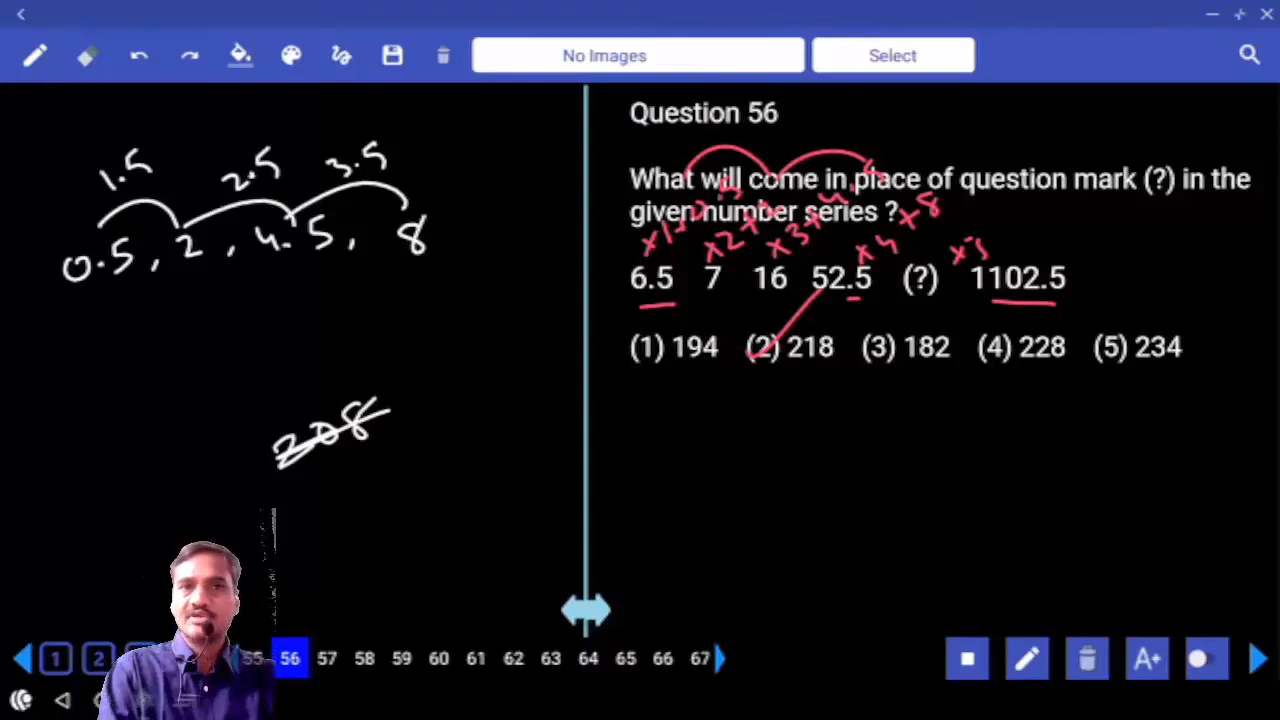 No Images
Select
1.5 2.5 3.5
0.5, 2, 4.5, 8
208
Question 56
What will come in place of question mark (?) in the
given number series ?
×1 ×2 ×3 ×4 ×8
6.5 7 16 52.5 (?) 1102.5
(1) 194 (2) 218 (3) 182 (4) 228 (5) 234
1 2 55 56 57 58 59 60 61 62 63 64 65 66 67
A+